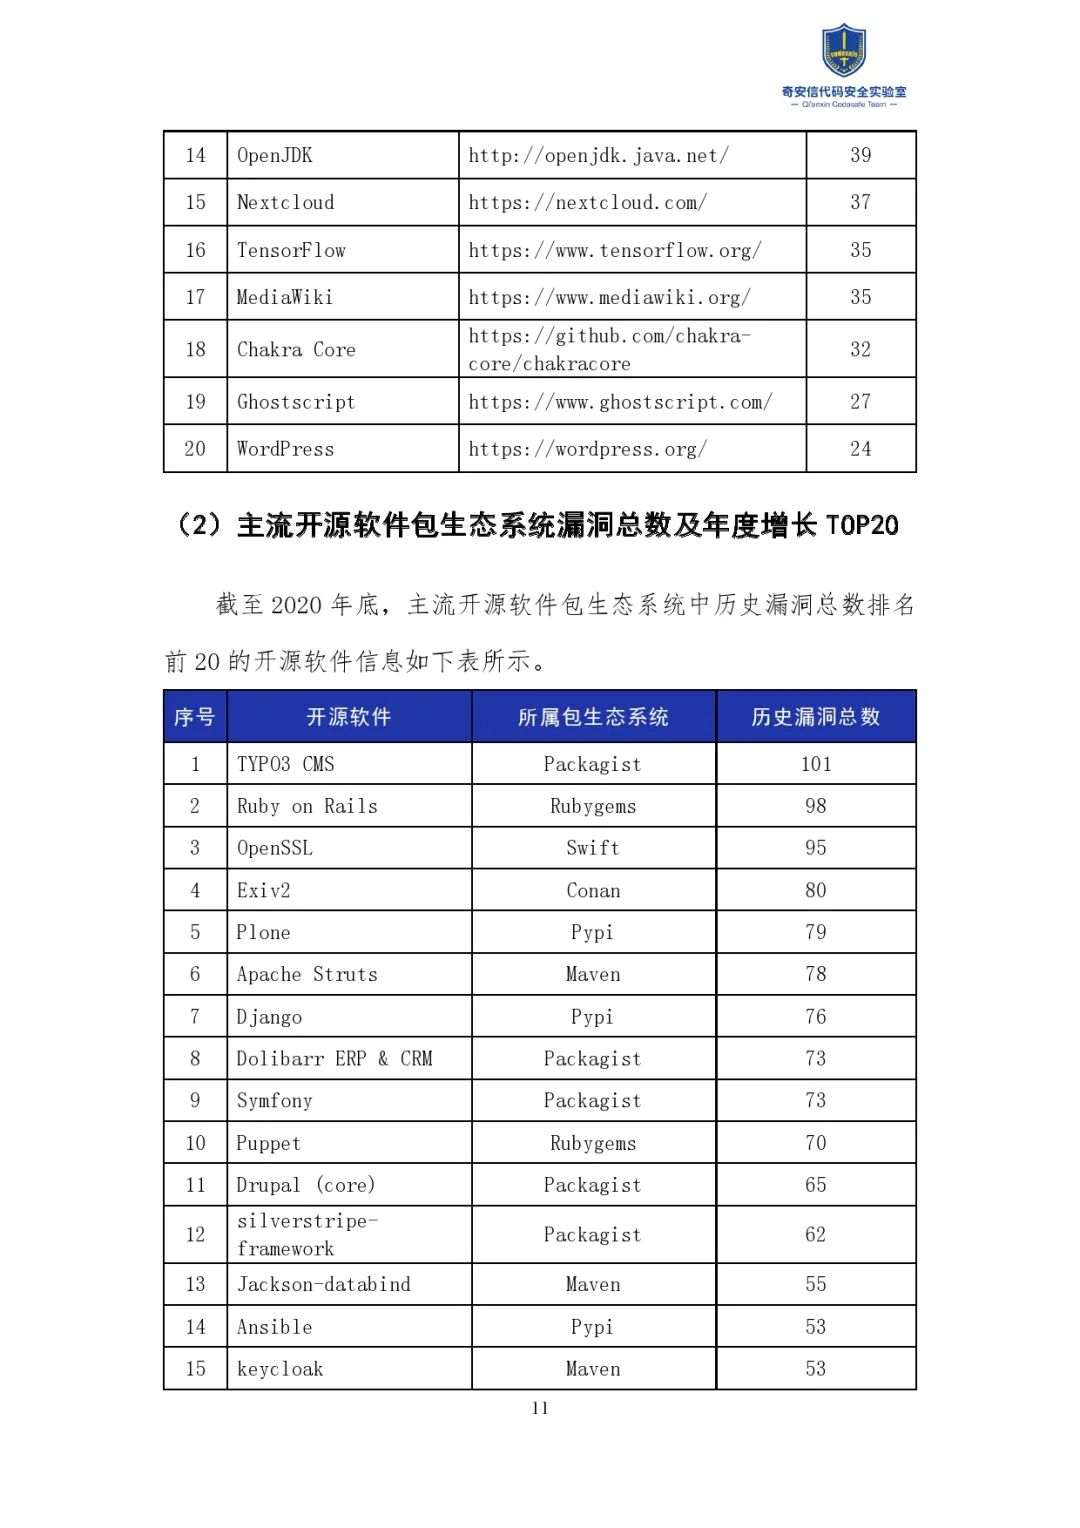 codesafe
奇安信代码安全实验室
— Qi'anxin Codesafe Team —
14 OpenJDK http://openjdk.java.net/ 39
15 Nextcloud https://nextcloud.com/ 37
16 TensorFlow https://www.tensorflow.org/ 35
17 MediaWiki https://www.mediawiki.org/ 35
18 Chakra Core https://github.com/chakra-
core/chakracore 32
19 Ghostscript https://www.ghostscript.com/ 27
20 WordPress https://wordpress.org/ 24
（2）主流开源软件包生态系统漏洞总数及年度增长 TOP20
截至 2020 年底，主流开源软件包生态系统中历史漏洞总数排名
前 20 的开源软件信息如下表所示。
序号 开源软件 所属包生态系统 历史漏洞总数
1 TYPO3 CMS Packagist 101
2 Ruby on Rails Rubygems 98
3 OpenSSL Swift 95
4 Exiv2 Conan 80
5 Plone Pypi 79
6 Apache Struts Maven 78
7 Django Pypi 76
8 Dolibarr ERP & CRM Packagist 73
9 Symfony Packagist 73
10 Puppet Rubygems 70
11 Drupal (core) Packagist 65
12 silverstripe-
framework Packagist 62
13 Jackson-databind Maven 55
14 Ansible Pypi 53
15 keycloak Maven 53
11